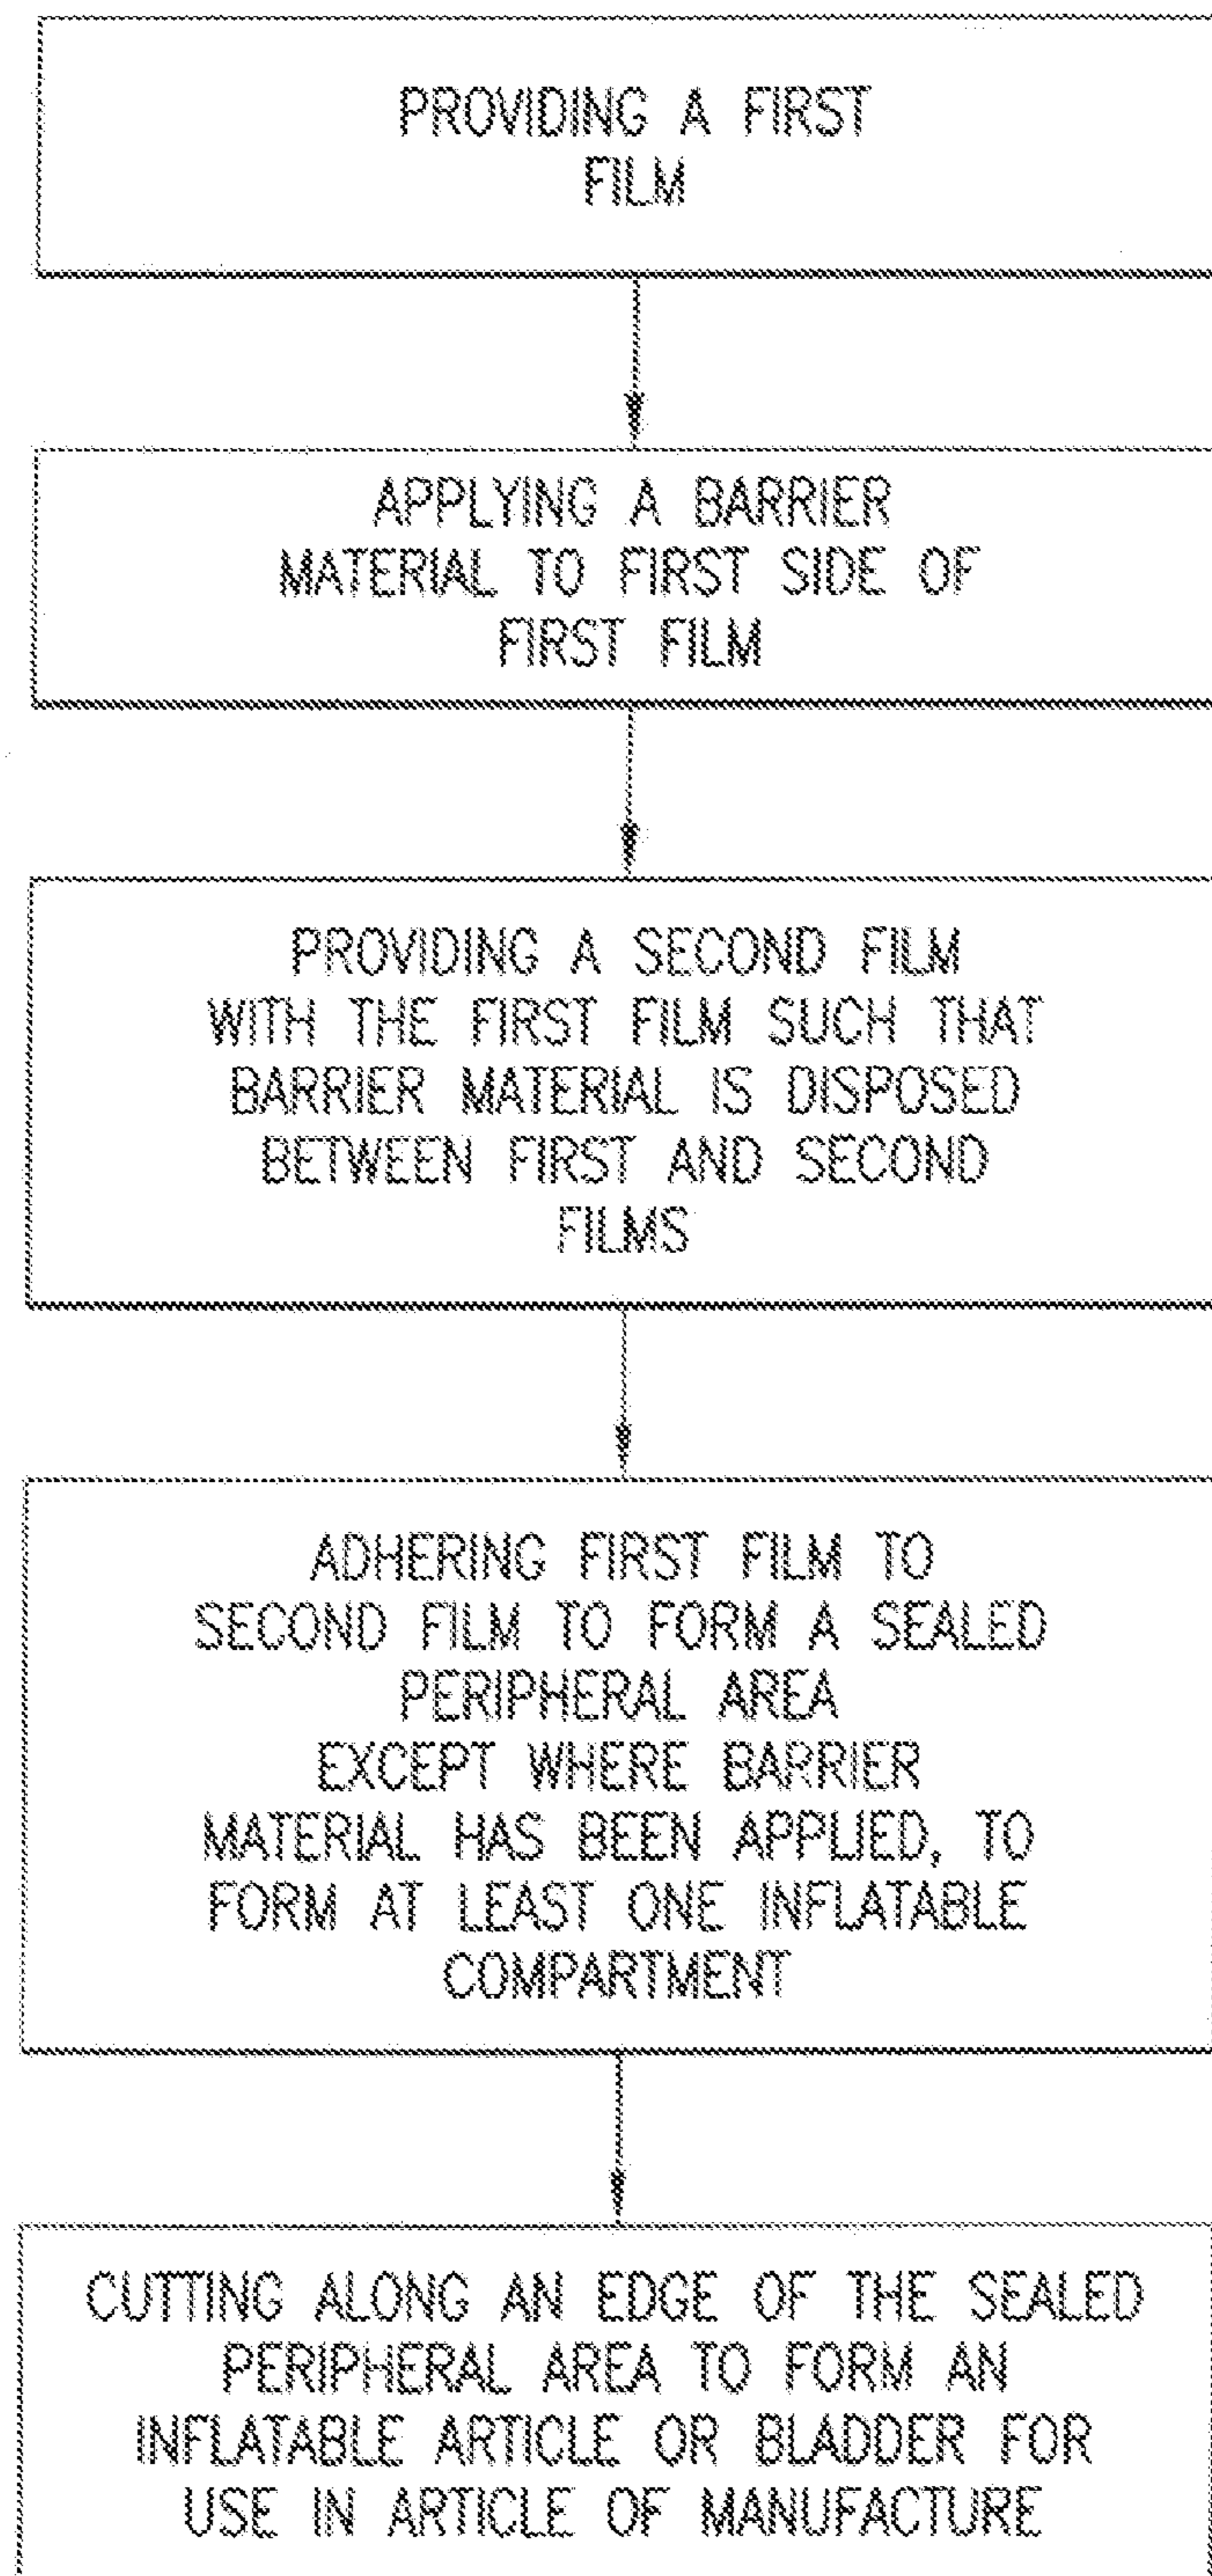 PROVIDING A FIRST
FILM
APPLYING A BARRIER
MATERIAL TO FIRST SIDE OF
FIRST FILM
PROVIDING A SECOND FILM
WITH THE FIRST FILM SUCH THAT
BARRIER MATERIAL IS DISPOSED
BETWEEN FIRST AND SECOND
FILMS
ADHERING FIRST FILM TO
SECOND FILM TO FORM A SEALED
PERIPHERAL AREA
EXCEPT WHERE BARRIER
MATERIAL HAS BEEN APPLIED, TO
FORM AT LEAST ONE INFLATABLE
COMPARTMENT
CUTTING ALONG AN EDGE OF THE SEALED
PERIPHERAL AREA TO FORM AN
INFLATABLE ARTICLE OR BLADDER FOR
USE IN ARTICLE OF MANUFACTURE